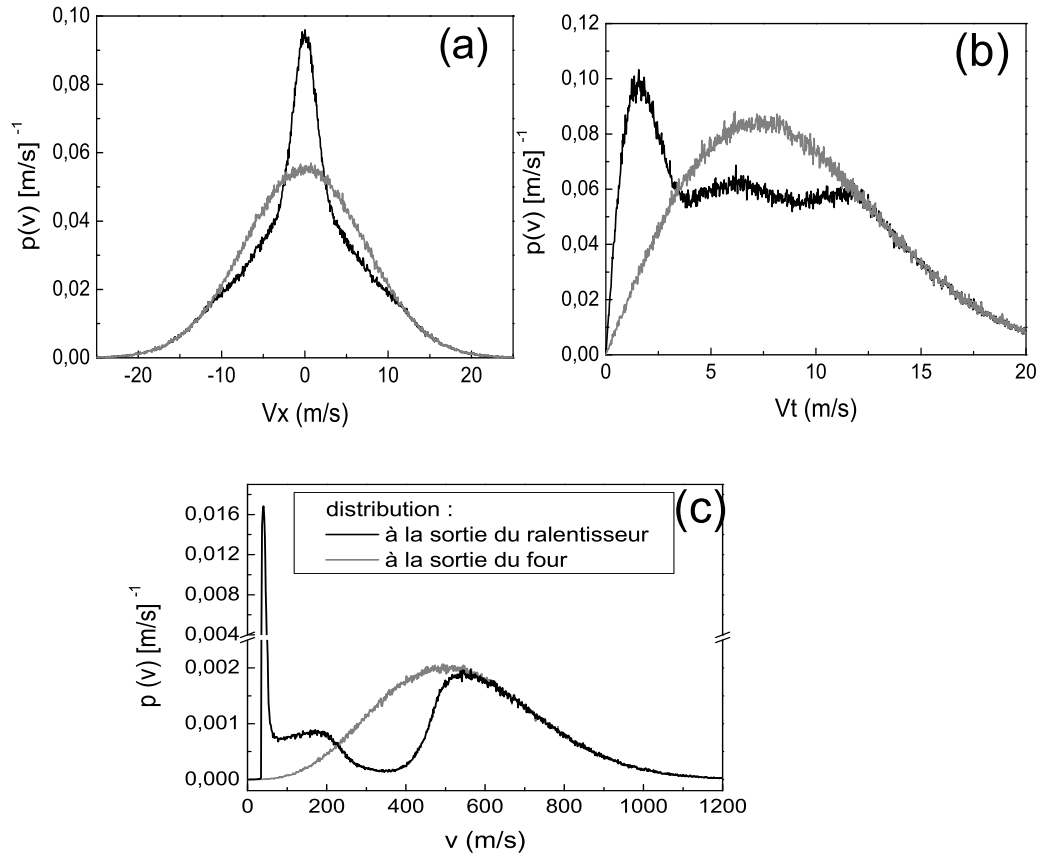 (a)
0,10
0,08
0,06
0,04
0,02
0,00
p(v) [m/s] -1
-20 -10 0 10 20
Vx (m/s)
(b)
0,12
0,10
0,08
0,06
0,04
0,02
0,00
p(v) [m/s] -1
0 5 10 15 20
Vt (m/s)
(c)
distribution :
à la sortie du ralentisseur
à la sortie du four
0,016
0,012
0,008
0,004
0,002
0,001
0,000
p (v) [m/s] -1
0 200 400 600 800 1000 1200
v (m/s)